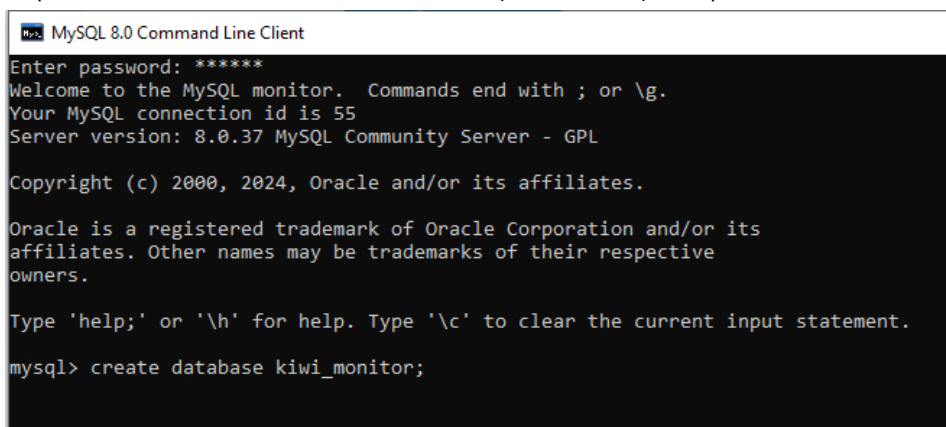 MySQL 8.0 Command Line Client
Enter password: ******
Welcome to the MySQL monitor.  Commands end with ; or \g.
Your MySQL connection id is 55
Server version: 8.0.37 MySQL Community Server - GPL
Copyright (c) 2000, 2024, Oracle and/or its affiliates.
Oracle is a registered trademark of Oracle Corporation and/or its
affiliates. Other names may be trademarks of their respective
owners.
Type 'help;' or '\h' for help. Type '\c' to clear the current input statement.
mysql> create database kiwi_monitor;